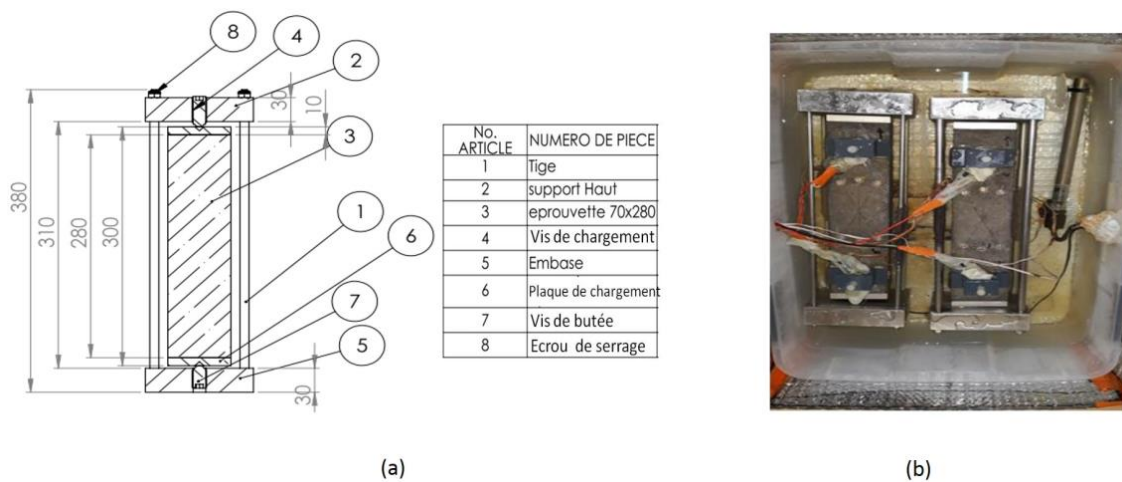 8
4
2
30
10
3
1
6
7
5
380
310
280
300
30
No. ARTICLE NUMERO DE PIECE
1 Tige
2 support Haut
3 eprouvette 70x280
4 Vis de chargement
5 Embase
6 Plaque de chargement
7 Vis de butée
8 Ecrou de serrage
(a) (b)